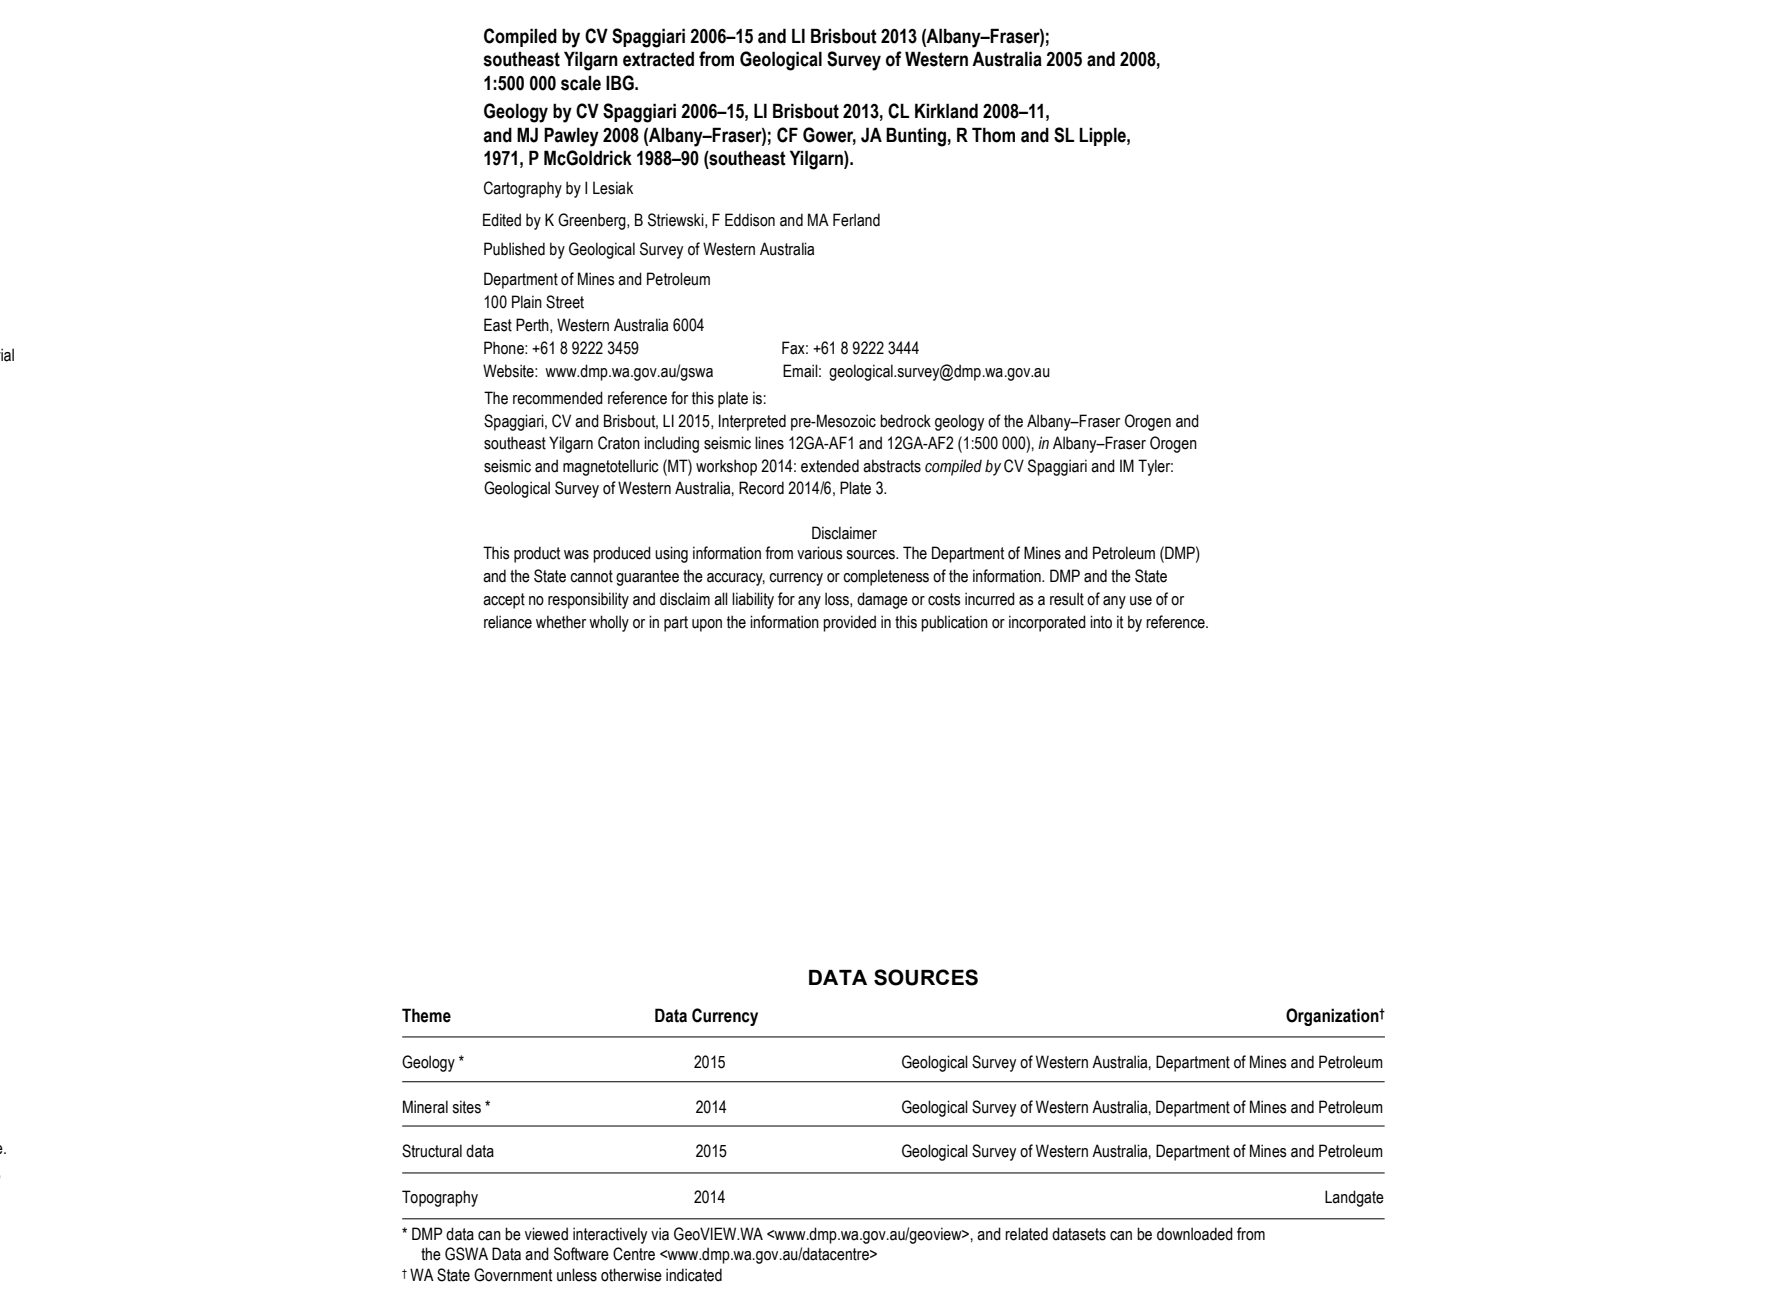 Compiled by CV Spaggiari 2006–15 and LI Brisbout 2013 (Albany–Fraser);
southeast Yilgarn extracted from Geological Survey of Western Australia 2005 and 2008,
1:500 000 scale IBG.
Geology by CV Spaggiari 2006–15, LI Brisbout 2013, CL Kirkland 2008–11,
and MJ Pawley 2008 (Albany–Fraser); CF Gower, JA Bunting, R Thom and SL Lipple,
1971, P McGoldrick 1988–90 (southeast Yilgarn).
Cartography by I Lesiak
Edited by K Greenberg, B Striewski, F Eddison and MA Ferland
Published by Geological Survey of Western Australia
Department of Mines and Petroleum
100 Plain Street
East Perth, Western Australia 6004
Phone: +61 8 9222 3459 Fax: +61 8 9222 3444
ial
Website: www.dmp.wa.gov.au/gswa Email: geological.survey@dmp.wa.gov.au
The recommended reference for this plate is:
Spaggiari, CV and Brisbout, LI 2015, Interpreted pre-Mesozoic bedrock geology of the Albany–Fraser Orogen and
southeast Yilgarn Craton including seismic lines 12GA-AF1 and 12GA-AF2 (1:500 000), in Albany–Fraser Orogen
seismic and magnetotelluric (MT) workshop 2014: extended abstracts compiled by CV Spaggiari and IM Tyler:
Geological Survey of Western Australia, Record 2014/6, Plate 3.
Disclaimer
This product was produced using information from various sources. The Department of Mines and Petroleum (DMP)
and the State cannot guarantee the accuracy, currency or completeness of the information. DMP and the State
accept no responsibility and disclaim all liability for any loss, damage or costs incurred as a result of any use of or
reliance whether wholly or in part upon the information provided in this publication or incorporated into it by reference.
DATA SOURCES
Theme Data Currency Organization†
Geology * 2015 Geological Survey of Western Australia, Department of Mines and Petroleum
Mineral sites * 2014 Geological Survey of Western Australia, Department of Mines and Petroleum
e.
Structural data 2015 Geological Survey of Western Australia, Department of Mines and Petroleum
Topography 2014 Landgate
* DMP data can be viewed interactively via GeoVIEW.WA <www.dmp.wa.gov.au/geoview>, and related datasets can be downloaded from
the GSWA Data and Software Centre <www.dmp.wa.gov.au/datacentre>
† WA State Government unless otherwise indicated